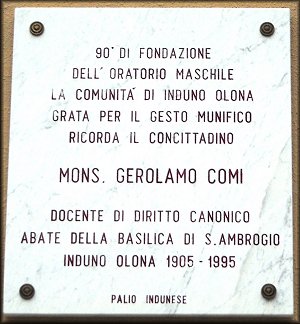 90° DI FONDAZIONE
DELL'ORATORIO MASCHILE
LA COMUNITÀ DI INDUNO OLONA
GRATA PER IL GESTO MUNIFICO
RICORDA IL CONCITTADINO
MONS. GEROLAMO COMI
DOCENTE DI DIRITTO CANONICO
ABATE DELLA BASILICA DI S. AMBROGIO
INDUNO OLONA 1905 - 1995
PALIO INDUNESE